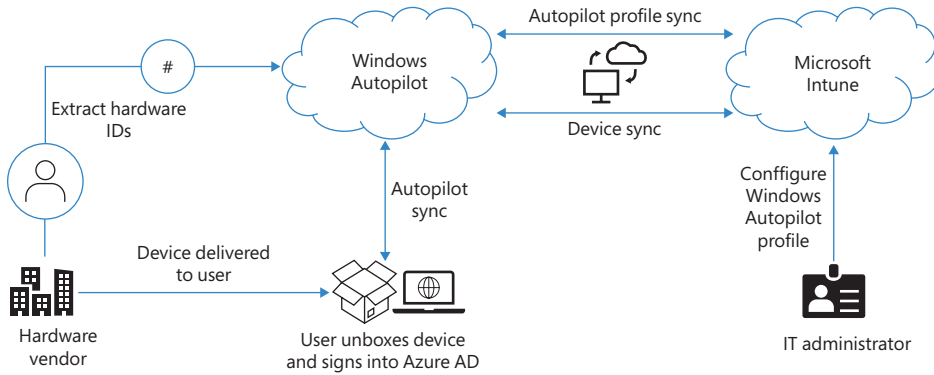 Autopilot profile sync
Windows
Autopilot
Microsoft
Intune
#
Extract hardware
IDs
Device sync
Autopilot
sync
Conffigure
Windows
Autopilot
profile
Device delivered
to user
Hardware
vendor
User unboxes device
and signs into Azure AD
IT administrator